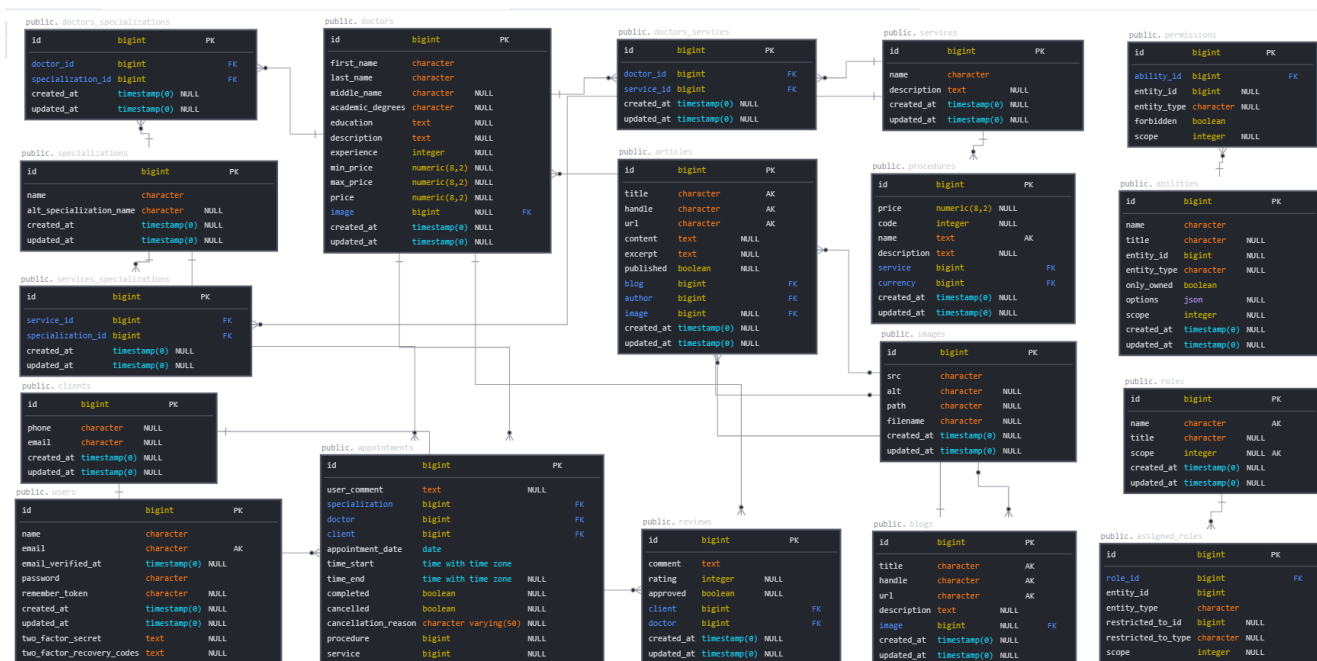 public. doctors_specializations
id bigint PK
doctor_id bigint FK
specialization_id bigint FK
created_at timestamp(0) NULL
updated_at timestamp(0) NULL
public. specializations
id bigint PK
name character
alt_specialization_name character NULL
created_at timestamp(0) NULL
updated_at timestamp(0) NULL
public. services_specializations
id bigint PK
service_id bigint FK
specialization_id bigint FK
created_at timestamp(0) NULL
updated_at timestamp(0) NULL
public. clients
id bigint PK
phone character NULL
email character NULL
created_at timestamp(0) NULL
updated_at timestamp(0) NULL
public. users
id bigint PK
name character
email character AK
email_verified_at timestamp(0) NULL
password character
remember_token character NULL
created_at timestamp(0) NULL
updated_at timestamp(0) NULL
two_factor_secret text NULL
two_factor_recovery_codes text NULL
public. doctors
id bigint PK
first_name character
last_name character
middle_name character NULL
academic_degrees character NULL
education text NULL
description text NULL
experience integer NULL
min_price numeric(8,2) NULL
max_price numeric(8,2) NULL
price numeric(8,2) NULL
image bigint NULL FK
created_at timestamp(0) NULL
updated_at timestamp(0) NULL
public. appointments
id bigint PK
user_comment text NULL
specialization bigint FK
doctor bigint FK
client bigint FK
appointment_date date
time_start time with time zone
time_end time with time zone NULL
completed boolean NULL
cancelled boolean NULL
cancellation_reason character varying(50) NULL
procedure bigint NULL
service bigint NULL
public. doctors_services
id bigint PK
doctor_id bigint FK
service_id bigint FK
created_at timestamp(0) NULL
updated_at timestamp(0) NULL
public. articles
id bigint PK
title character AK
handle character AK
url character AK
content text NULL
excerpt text NULL
published boolean NULL
blog bigint FK
author bigint FK
image bigint NULL FK
created_at timestamp(0) NULL
updated_at timestamp(0) NULL
public. reviews
id bigint PK
comment text
rating integer NULL
approved boolean NULL
client bigint FK
doctor bigint FK
created_at timestamp(0) NULL
updated_at timestamp(0) NULL
public. services
id bigint PK
name character
description text NULL
created_at timestamp(0) NULL
updated_at timestamp(0) NULL
public. procedures
id bigint PK
price numeric(8,2) NULL
code integer NULL
name text AK
description text NULL
service bigint FK
currency bigint FK
created_at timestamp(0) NULL
updated_at timestamp(0) NULL
public. images
id bigint PK
src character
alt character NULL
path character NULL
filename character NULL
created_at timestamp(0) NULL
updated_at timestamp(0) NULL
public. blogs
id bigint PK
title character AK
handle character AK
url character AK
description text NULL
image bigint NULL FK
created_at timestamp(0) NULL
updated_at timestamp(0) NULL
public. permissions
id bigint PK
ability_id bigint FK
entity_id bigint NULL
entity_type character NULL
forbidden boolean
scope integer NULL
public. abilities
id bigint PK
name character
title character NULL
entity_id bigint NULL
entity_type character NULL
only_owned boolean
options json NULL
scope integer NULL
created_at timestamp(0) NULL
updated_at timestamp(0) NULL
public. roles
id bigint PK
name character AK
title character NULL
scope integer NULL AK
created_at timestamp(0) NULL
updated_at timestamp(0) NULL
public. assigned_roles
id bigint PK
role_id bigint FK
entity_id bigint
entity_type character
restricted_to_id bigint NULL
restricted_to_type character NULL
scope integer NULL